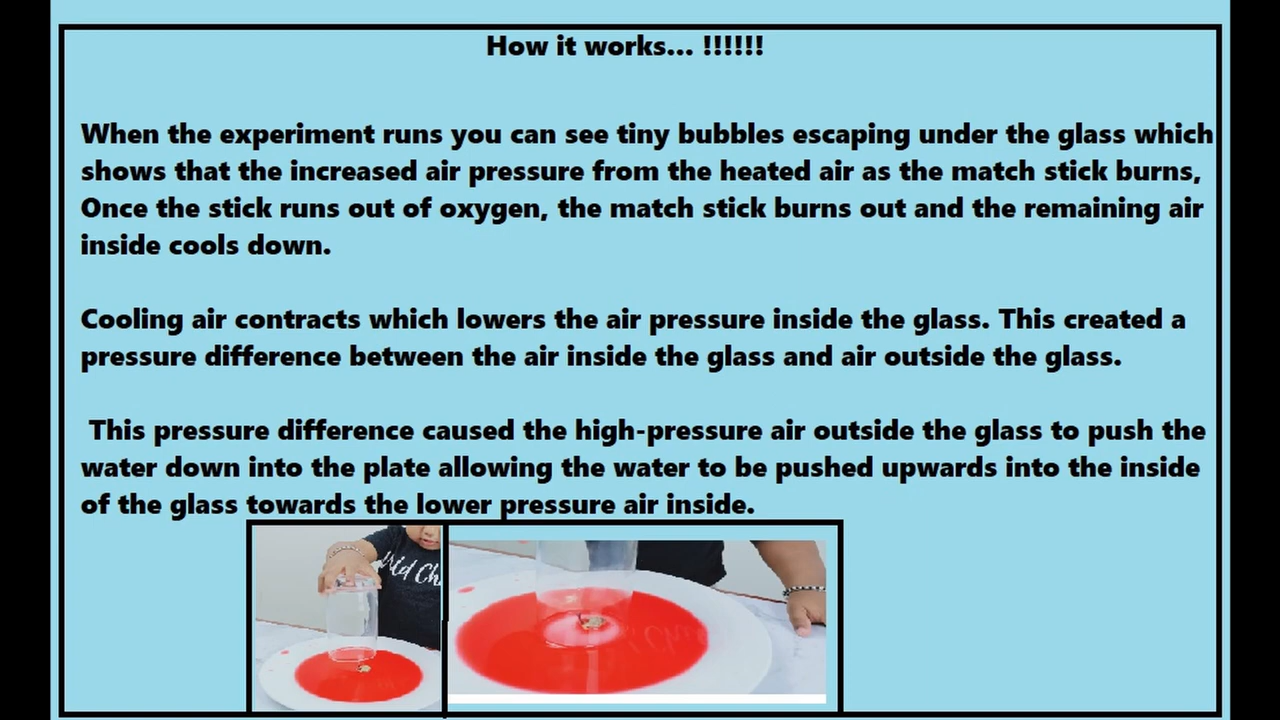 How it works... !!!!!!
When the experiment runs you can see tiny bubbles escaping under the glass which
shows that the increased air pressure from the heated air as the match stick burns,
Once the stick runs out of oxygen, the match stick burns out and the remaining air
inside cools down.
Cooling air contracts which lowers the air pressure inside the glass. This created a
pressure difference between the air inside the glass and air outside the glass.
This pressure difference caused the high-pressure air outside the glass to push the
water down into the plate allowing the water to be pushed upwards into the inside
of the glass towards the lower pressure air inside.